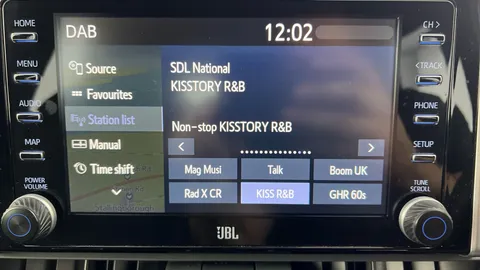 DAB
12:02
HOME
MENU
AUDIO
MAP
POWER
VOLUME
Source
Favourites
Station list
Manual
Time shift
SDL National
KISSTORY R&B
Non-stop KISSTORY R&B
< >
Mag Musi
Talk
Boom UK
Rad X CR
KISS R&B
GHR 60s
CH >
< TRACK
PHONE
SETUP
TUNE
SCROLL
JBL